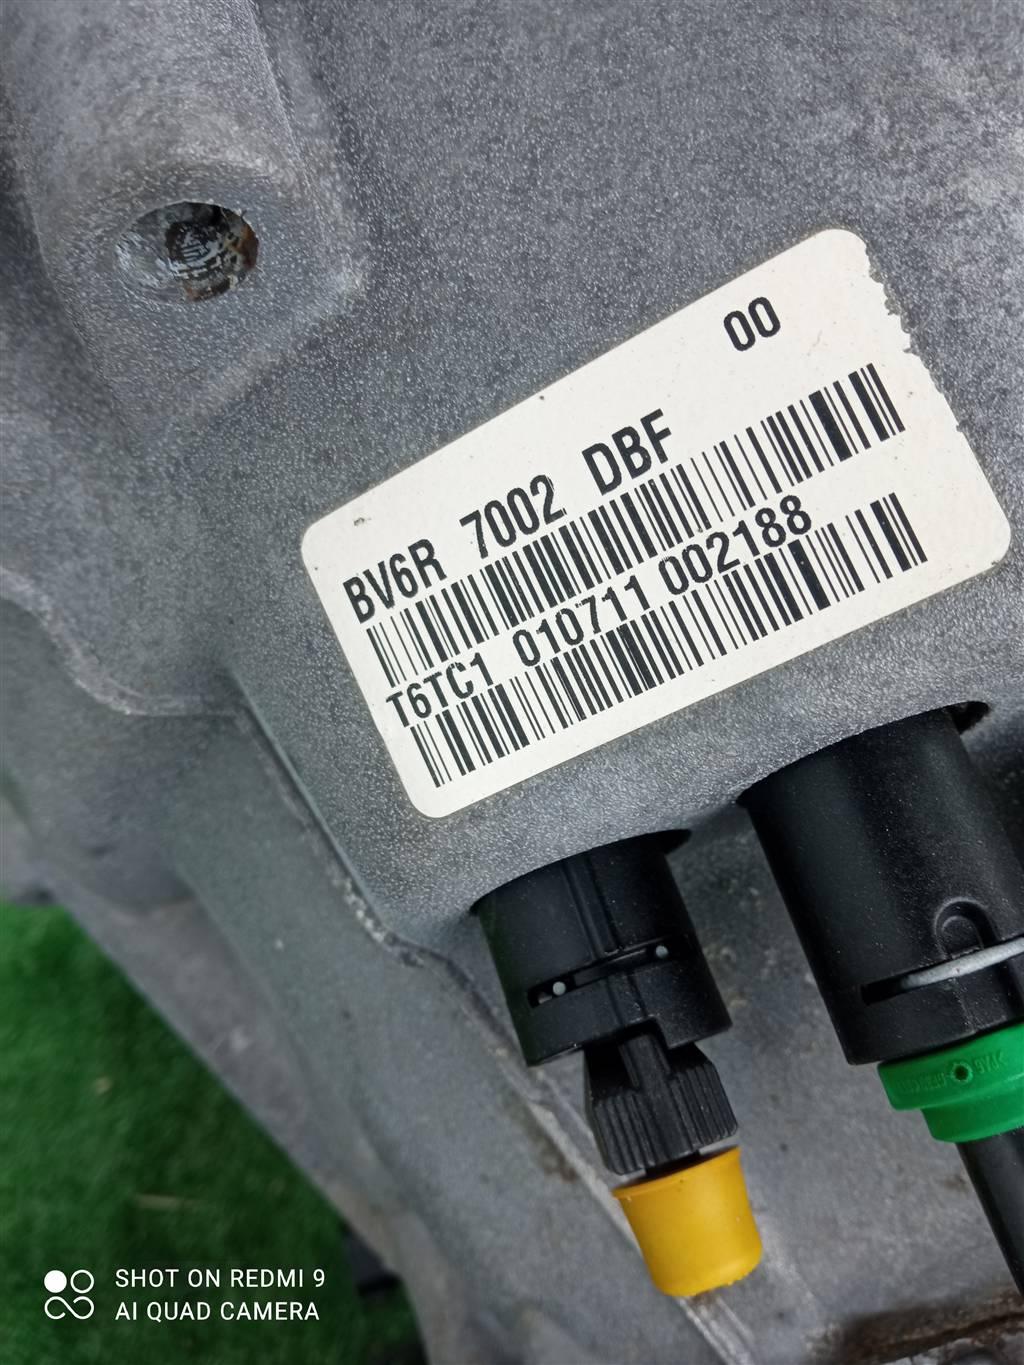 00
BV6R 7002 DBF
T6TC1 010711 002188
SHOT ON REDMI 9
AI QUAD CAMERA